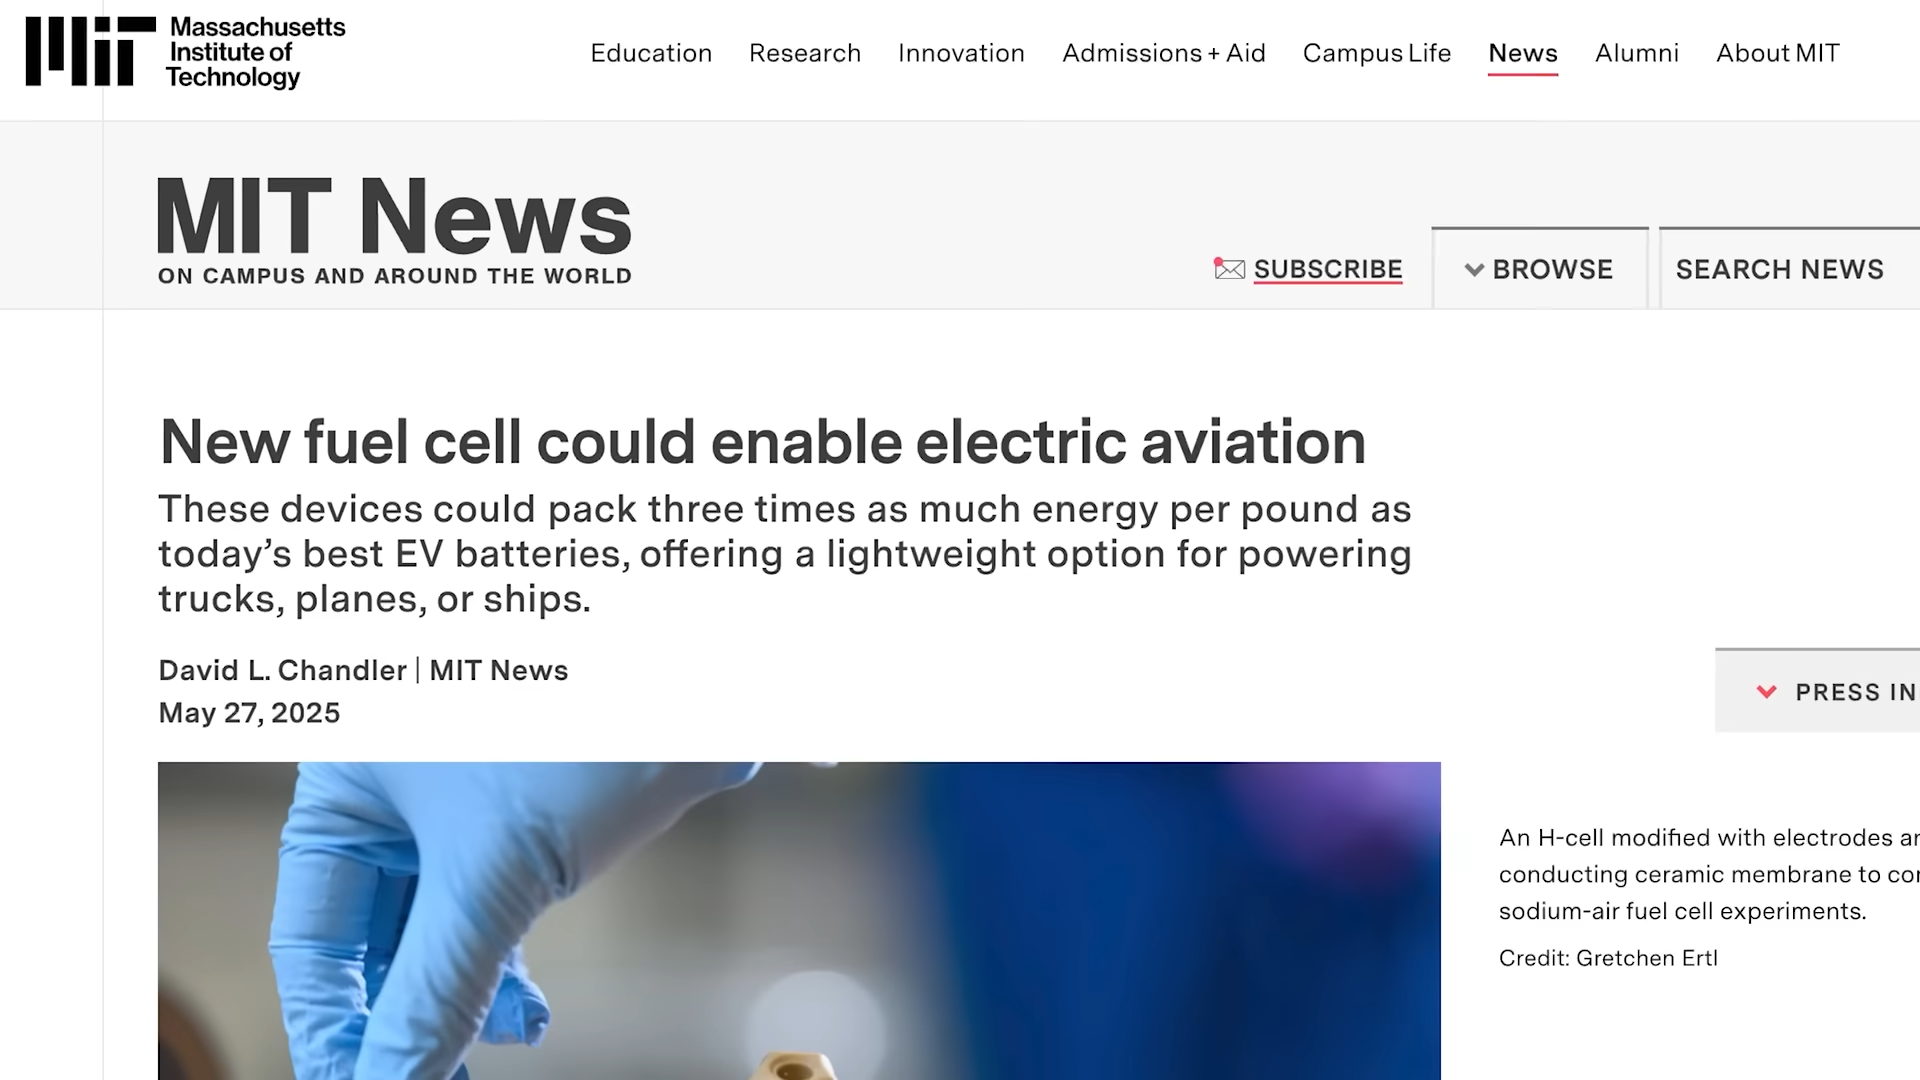 Massachusetts
Institute of
Technology
Education Research Innovation Admissions + Aid Campus Life News Alumni About MIT
MIT News
ON CAMPUS AND AROUND THE WORLD
SUBSCRIBE BROWSE SEARCH NEWS
New fuel cell could enable electric aviation
These devices could pack three times as much energy per pound as
today’s best EV batteries, offering a lightweight option for powering
trucks, planes, or ships.
David L. Chandler | MIT News
May 27, 2025
PRESS IN
An H-cell modified with electrodes
conducting ceramic membrane to
sodium-air fuel cell experiments.
Credit: Gretchen Ertl